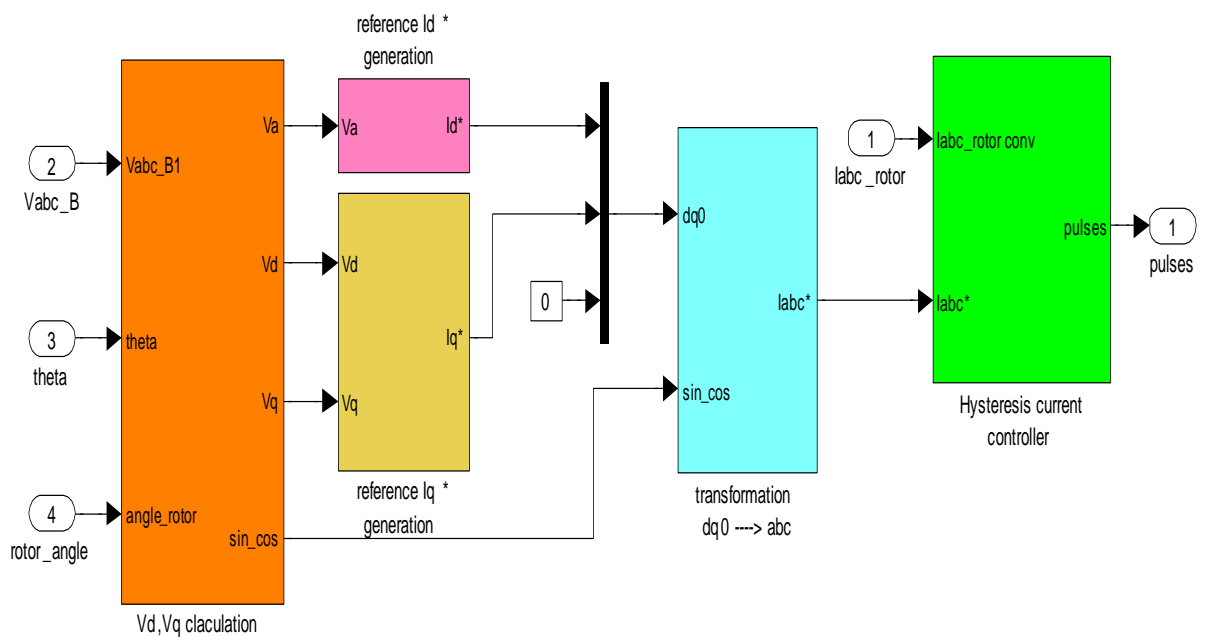 reference Id *
generation
Va
Va
Id*
2
Vabc_B1
Vabc_B
Vd
Vd
dq0
0
Iq*
Iabc*
3
theta
theta
Vq
Vq
sin_cos
reference Iq *
generation
4
angle_rotor
rotor_angle
sin_cos
Vd,Vq claculation
transformation
dq0 ----> abc
1
Iabc_rotor
Iabc_rotor conv
pulses
Iabc*
1
pulses
Hysteresis current
controller